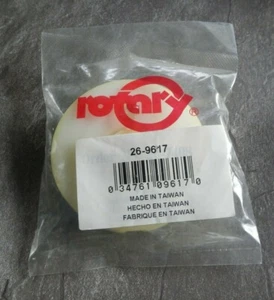 rotary
26-9617
0 34761 09617 0
MADE IN TAIWAN
HECHO EN TAIWAN
FABRIQUE EN TAIWAN